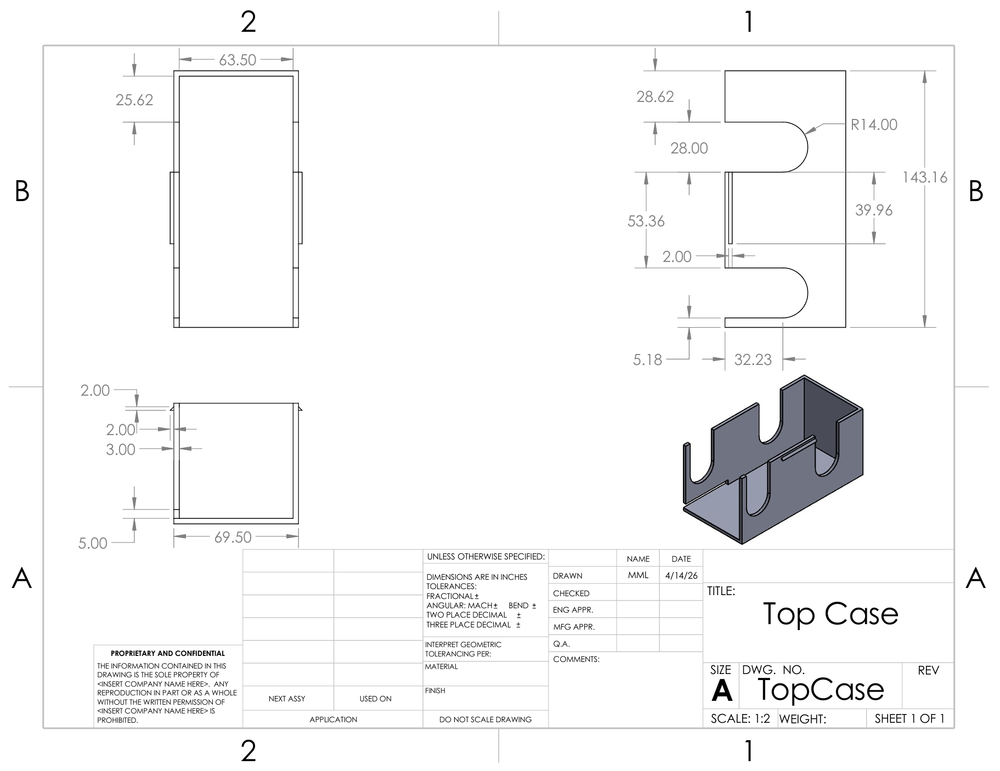 2
1
B
B
A
A
2
1
63.50
25.62
28.62
28.00
R14.00
143.16
53.36
39.96
2.00
5.18
32.23
2.00
2.00
3.00
5.00
69.50
UNLESS OTHERWISE SPECIFIED:
DIMENSIONS ARE IN INCHES
TOLERANCES:
FRACTIONAL ±
ANGULAR: MACH ± BEND ±
TWO PLACE DECIMAL ±
THREE PLACE DECIMAL ±
INTERPRET GEOMETRIC
TOLERANCING PER:
MATERIAL
FINISH
DO NOT SCALE DRAWING
NAME DATE
DRAWN MML 4/14/26
CHECKED
ENG APPR.
MFG APPR.
Q.A.
COMMENTS:
TITLE:
Top Case
SIZE DWG. NO. REV
A TopCase
SCALE: 1:2 WEIGHT: SHEET 1 OF 1
PROPRIETARY AND CONFIDENTIAL
THE INFORMATION CONTAINED IN THIS
DRAWING IS THE SOLE PROPERTY OF
<INSERT COMPANY NAME HERE>. ANY
REPRODUCTION IN PART OR AS A WHOLE
WITHOUT THE WRITTEN PERMISSION OF
<INSERT COMPANY NAME HERE> IS
PROHIBITED.
NEXT ASSY USED ON
APPLICATION